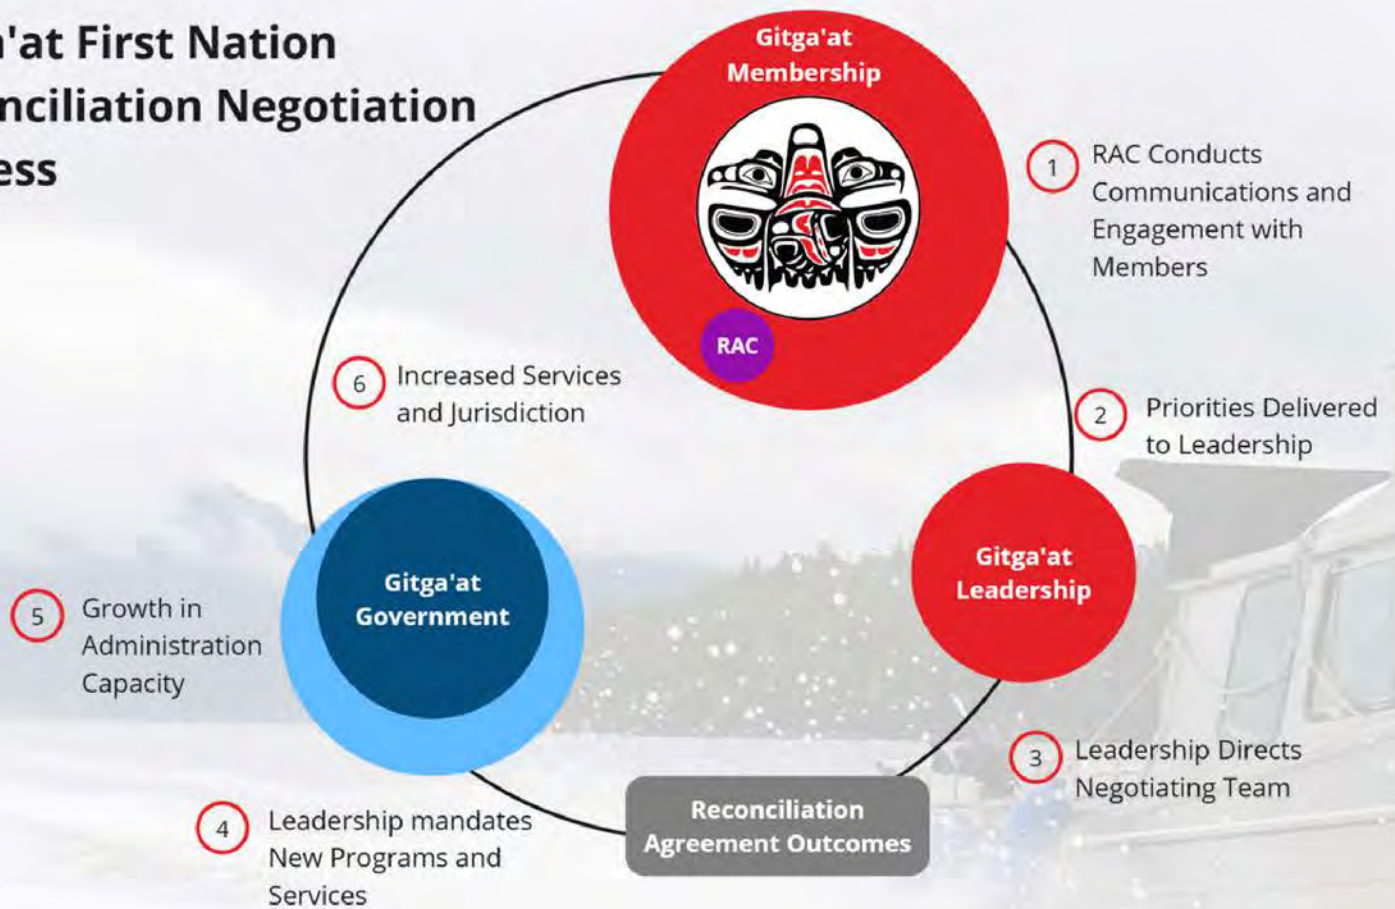 a'at First Nation
nciliation Negotiation
ess
Gitga'at
Membership
RAC
1
RAC Conducts
Communications and
Engagement with
Members
2
Priorities Delivered
to Leadership
Gitga'at
Leadership
3
Leadership Directs
Negotiating Team
Reconciliation
Agreement Outcomes
4
Leadership mandates
New Programs and
Services
Gitga'at
Government
5
Growth in
Administration
Capacity
6
Increased Services
and Jurisdiction